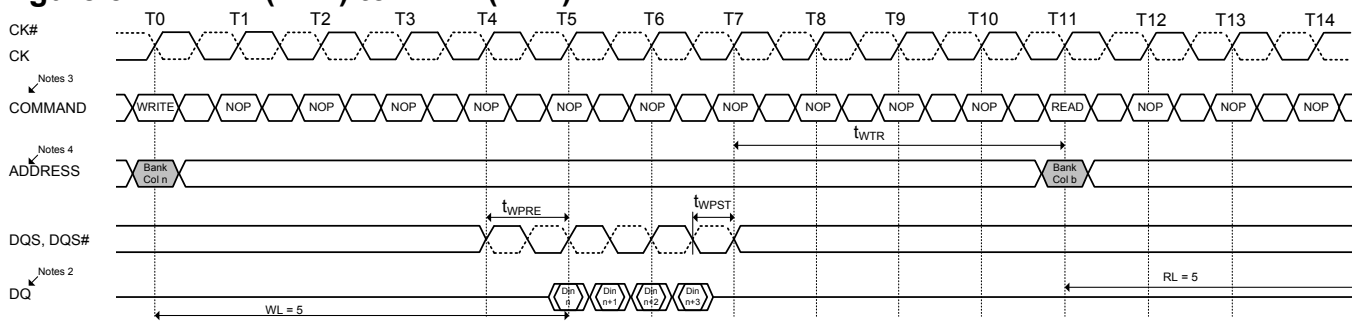 T0 T1 T2 T3 T4 T5 T6 T7 T8 T9 T10 T11 T12 T13 T14
CK#
CK
Notes 3
COMMAND WRITE NOP NOP NOP NOP NOP NOP NOP NOP NOP NOP READ NOP NOP NOP
tWTR
Notes 4
ADDRESS
Bank Bank
Col n Col b
tWPRE tWPST
DQS, DQS#
Notes 2
DQ
Din Din Din Din
n n+1 n+2 n+3
RL = 5
WL = 5